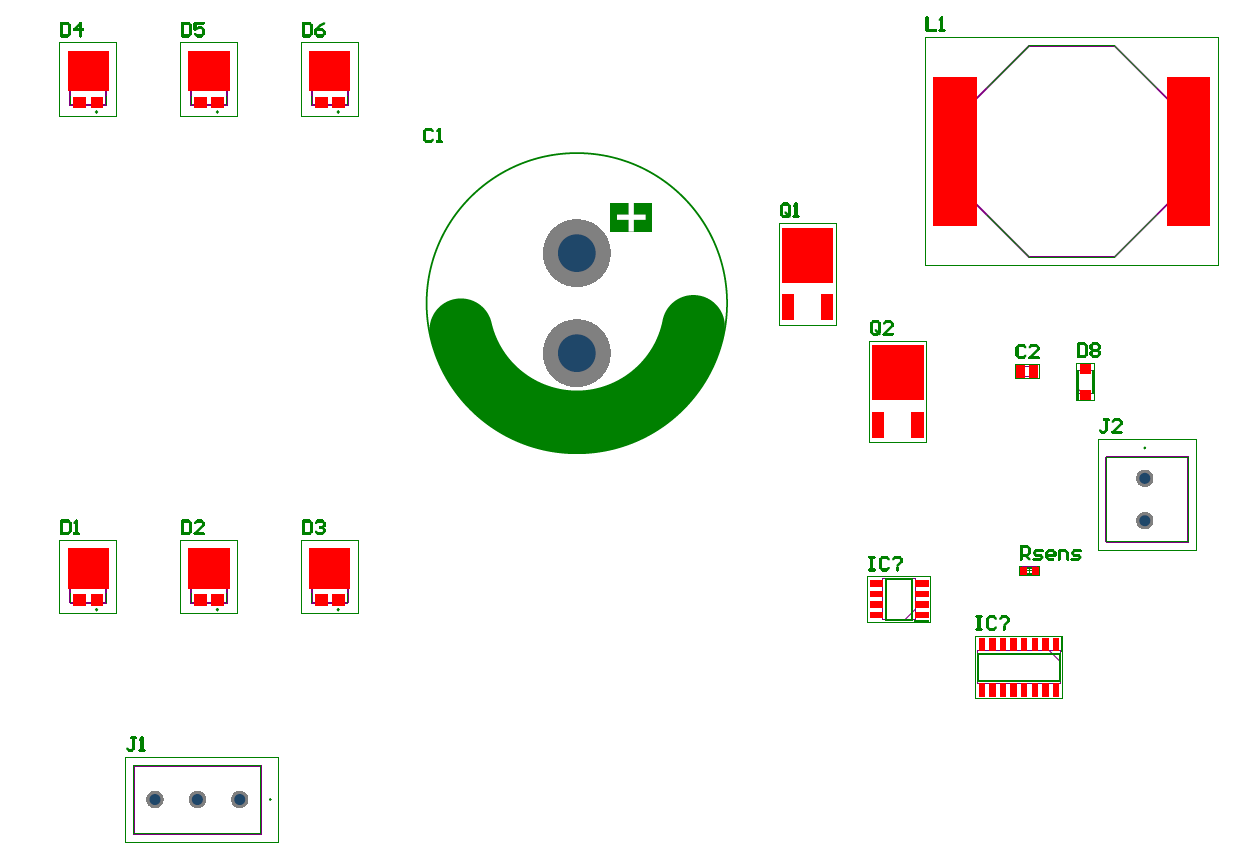 D4 D5 D6 L1
C1
Q1
Q2
C2 D8
J2
D1 D2 D3
Rsens
IC?
IC?
J1